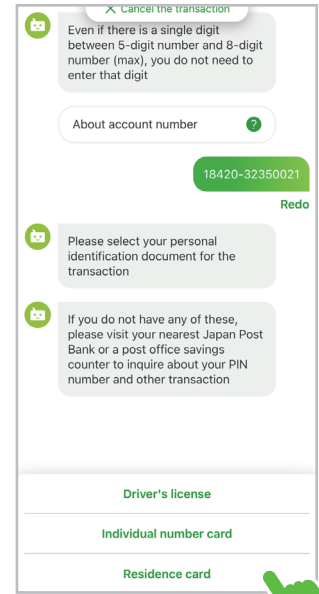 X Cancel the transaction
Even if there is a single digit
between 5-digit number and 8-digit
number (max), you do not need to
enter that digit
About account number ?
18420-32350021
Redo
Please select your personal
identification document for the
transaction
If you do not have any of these,
please visit your nearest Japan Post
Bank or a post office savings
counter to inquire about your PIN
number and other transaction
Driver's license
Individual number card
Residence card